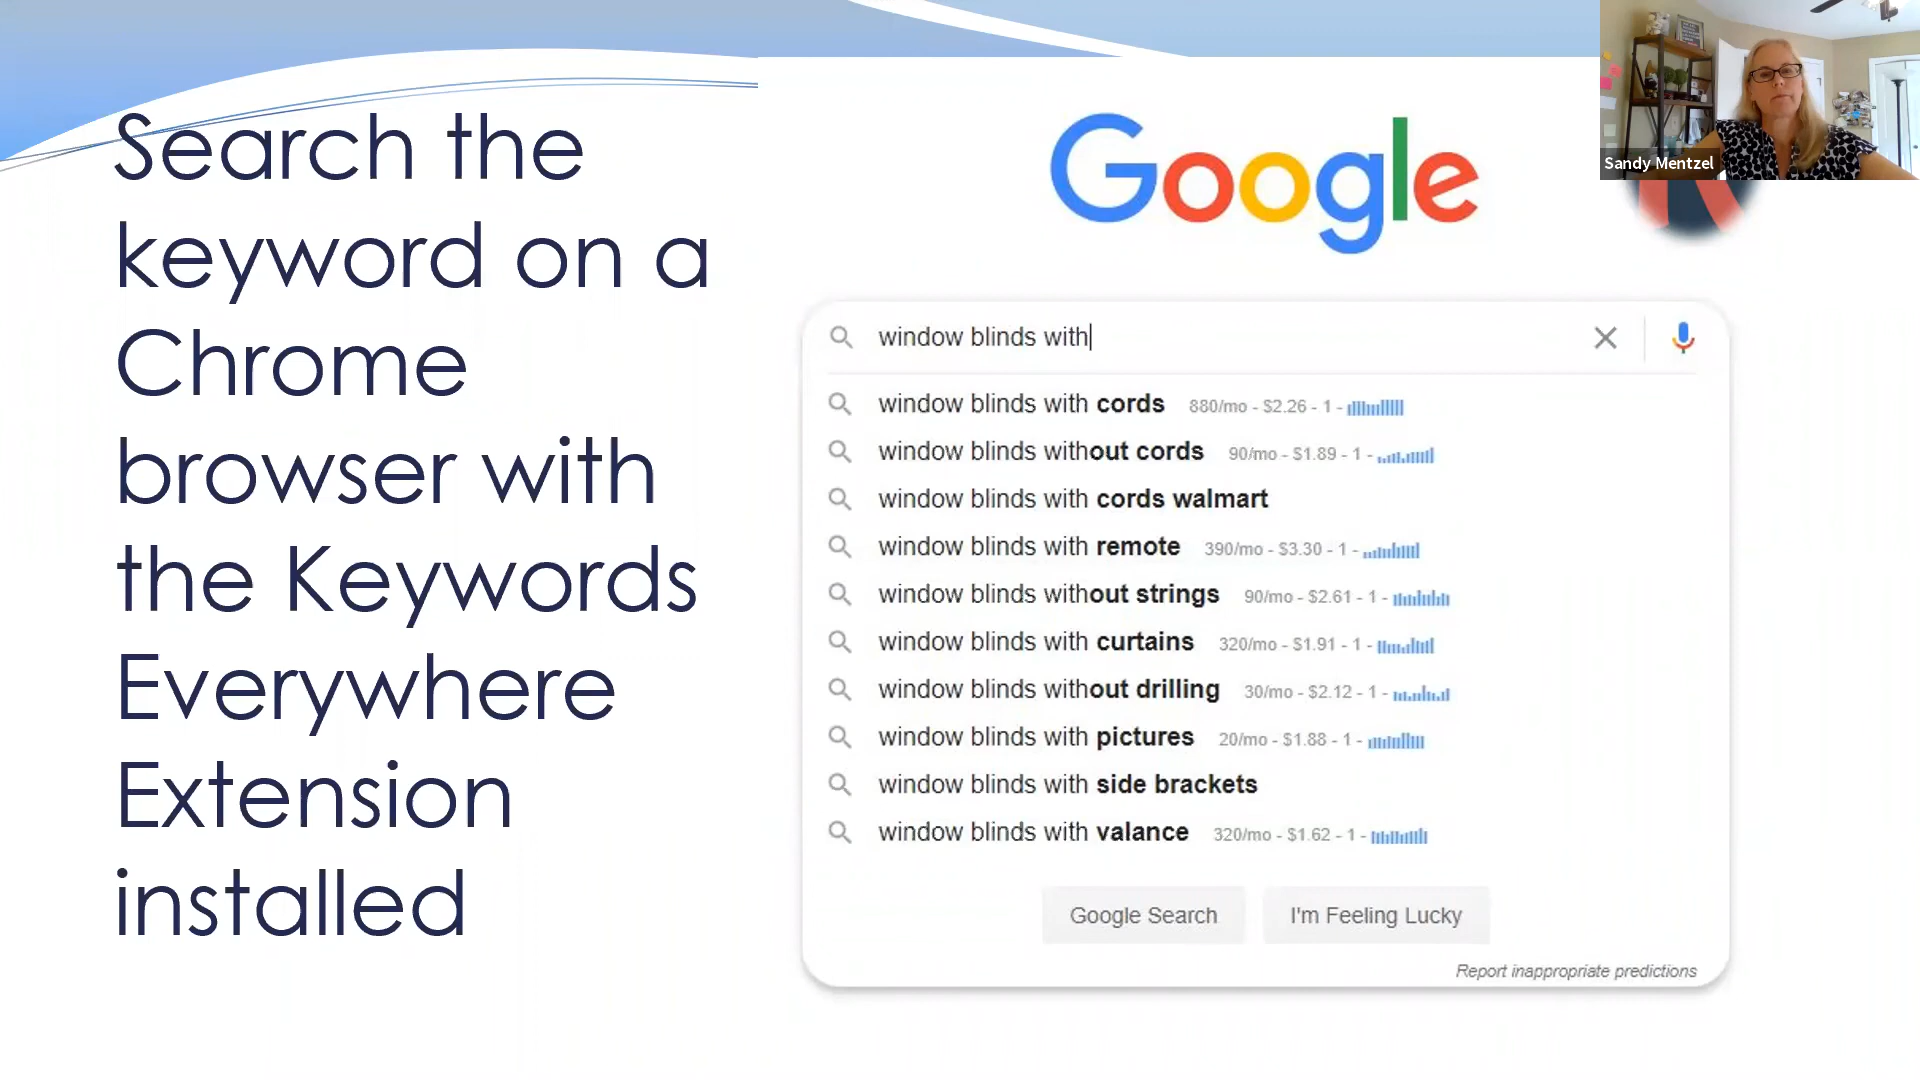 Search the
keyword on a
Chrome
browser with
the Keywords
Everywhere
Extension
installed
Google
Sandy Mentzel
window blinds with
window blinds with cords 880/mo - $2.26 - 1 -
window blinds without cords 90/mo - $1.89 - 1 -
window blinds with cords walmart
window blinds with remote 390/mo - $3.30 - 1 -
window blinds without strings 90/mo - $2.61 - 1 -
window blinds with curtains 320/mo - $1.91 - 1 -
window blinds without drilling 30/mo - $2.12 - 1 -
window blinds with pictures 20/mo - $1.88 - 1 -
window blinds with side brackets
window blinds with valance 320/mo - $1.62 - 1 -
Google Search I'm Feeling Lucky
Report inappropriate predictions